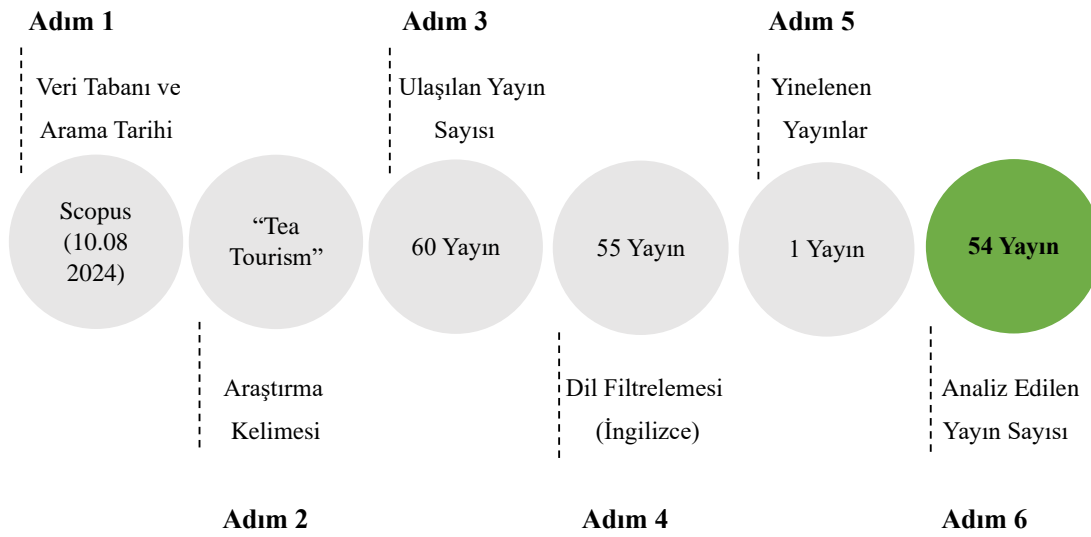 Adım 1
Veri Tabanı ve
Arama Tarihi
Scopus
(10.08
2024)
“Tea
Tourism”
Araştırma
Kelimesi
Adım 2
Adım 3
Ulaşılan Yayın
Sayısı
60 Yayın
55 Yayın
Dil Filtrelemesi
(İngilizce)
Adım 4
Adım 5
Yinelenen
Yayınlar
1 Yayın
54 Yayın
Analiz Edilen
Yayın Sayısı
Adım 6